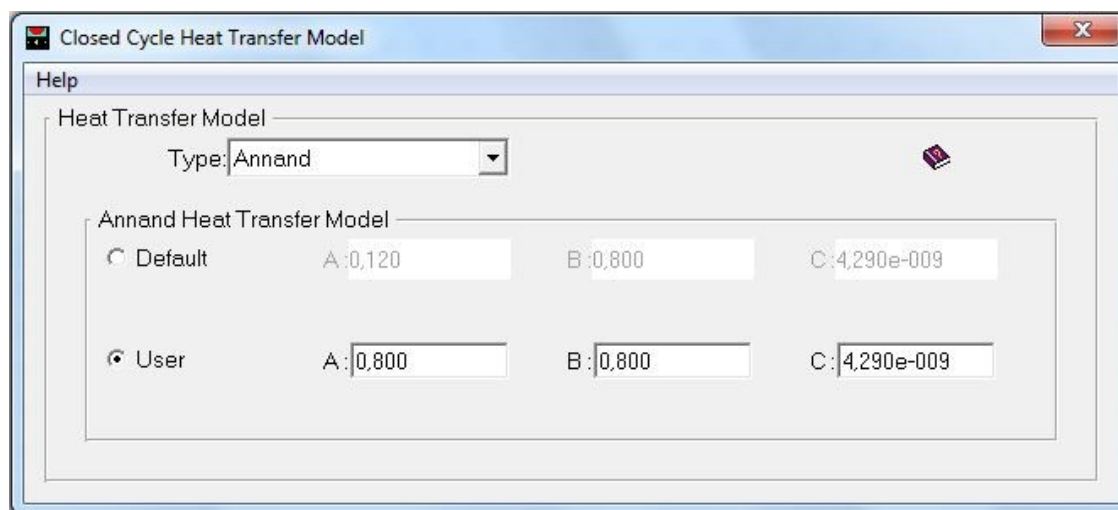 Closed Cycle Heat Transfer Model
Help
Heat Transfer Model
Type: Annand
Annand Heat Transfer Model
Default A :0,120 B :0,800 C :4,290e-009
User A : 0,800 B : 0,800 C : 4,290e-009